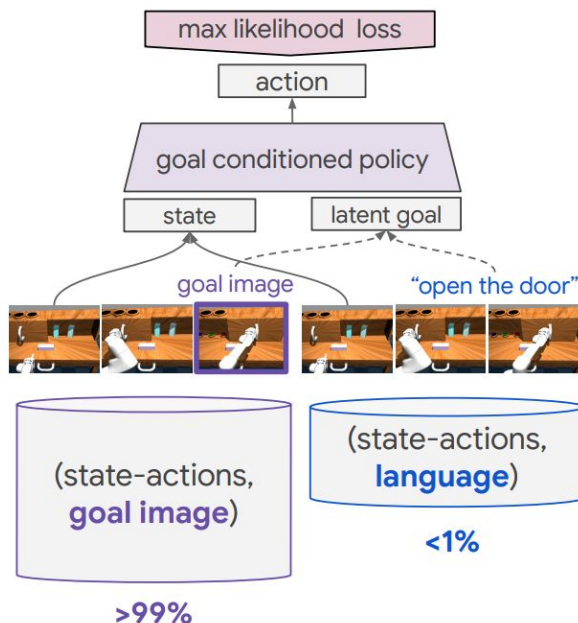 max likelihood loss
action
goal conditioned policy
state
latent goal
goal image
“open the door”
(state-actions,
goal image)
>99%
(state-actions,
language)
<1%